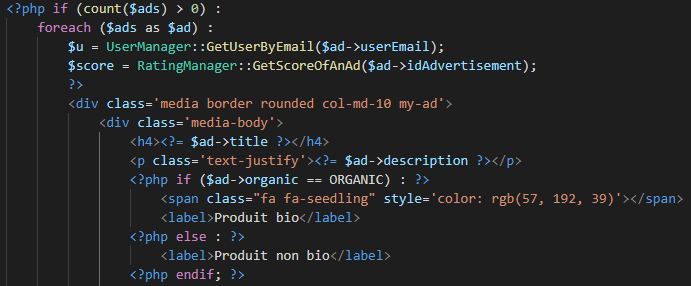 <?php if (count($ads) > 0) :
foreach ($ads as $ad) :
$u = UserManager::GetUserByEmail($ad->userEmail);
$score = RatingManager::GetScoreOfAnAd($ad->idAdvertisement);
?>
<div class='media border rounded col-md-10 my-ad'>
<div class='media-body'>
<h4><?= $ad->title ?></h4>
<p class='text-justify'><?= $ad->description ?></p>
<?php if ($ad->organic == ORGANIC) : ?>
<span class="fa fa-seedling" style='color: rgb(57, 192, 39)'></span>
<label>Produit bio</label>
<?php else : ?>
<label>Produit non bio</label>
<?php endif; ?>